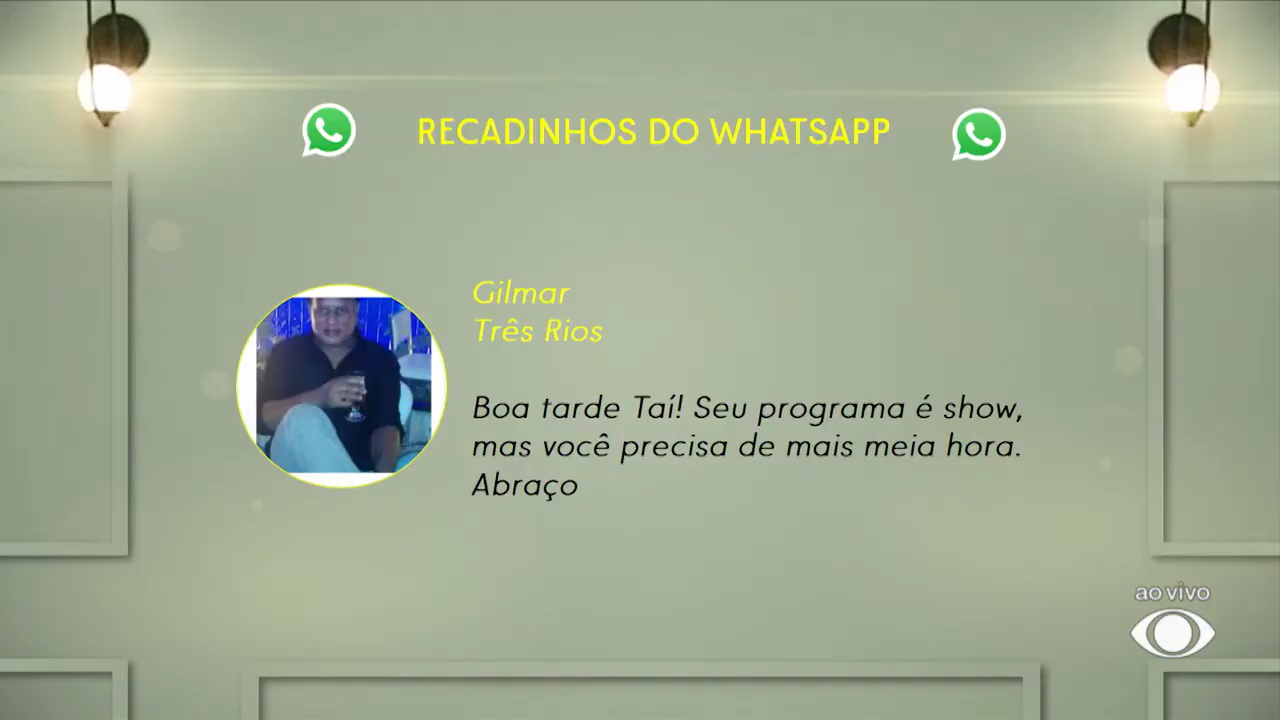 RECADINHOS DO WHATSAPP
Gilmar
Três Rios
Boa tarde Taí! Seu programa é show,
mas você precisa de mais meia hora.
Abraço
ao vivo